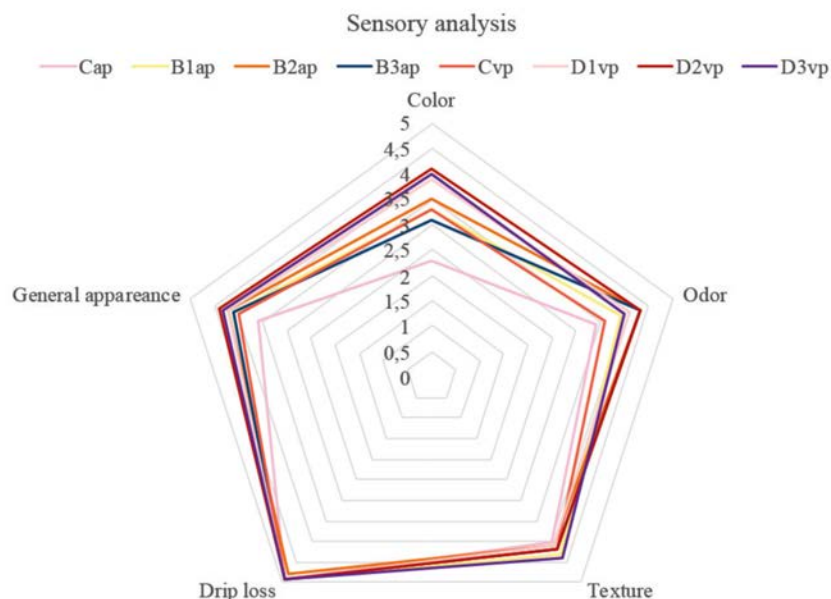 Sensory analysis
Cap B1ap B2ap B3ap Cvp D1vp D2vp D3vp
Color
5
4,5
4
3,5
3
2,5
2
1,5
1
0,5
0
General appareance
Odor
Drip loss
Texture